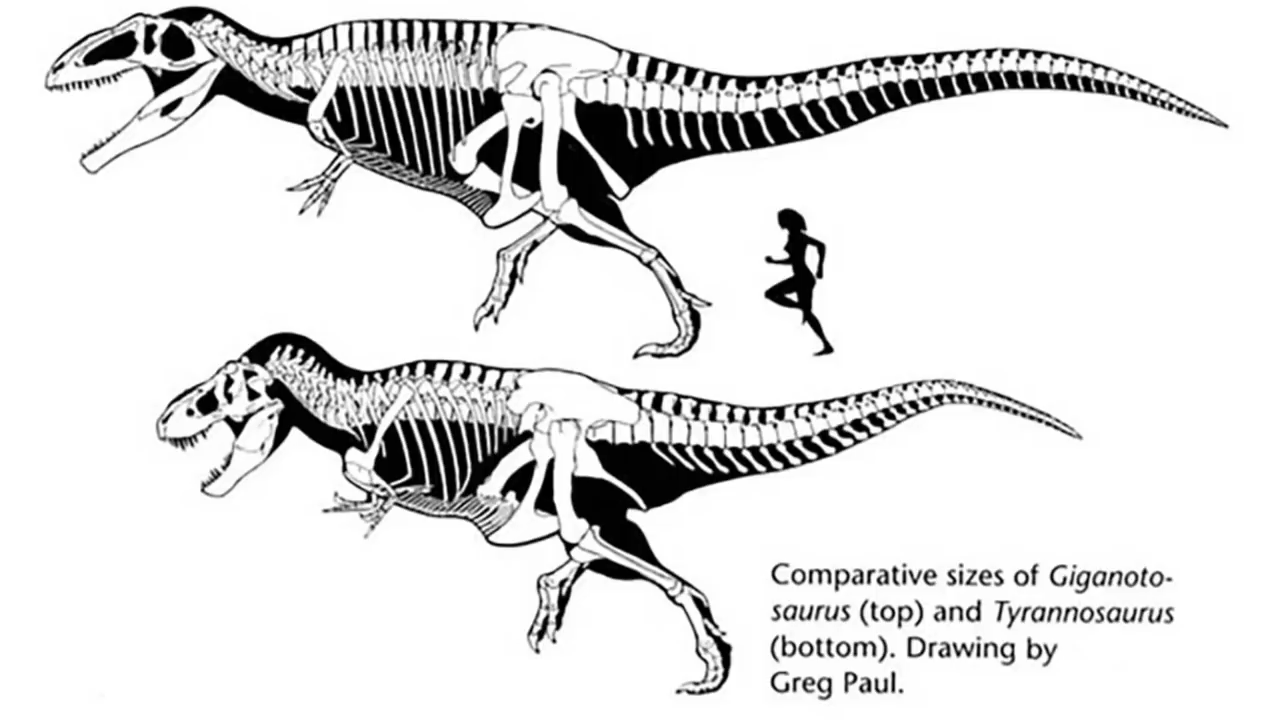 Comparative sizes of Giganoto-
saurus (top) and Tyrannosaurus
(bottom). Drawing by
Greg Paul.